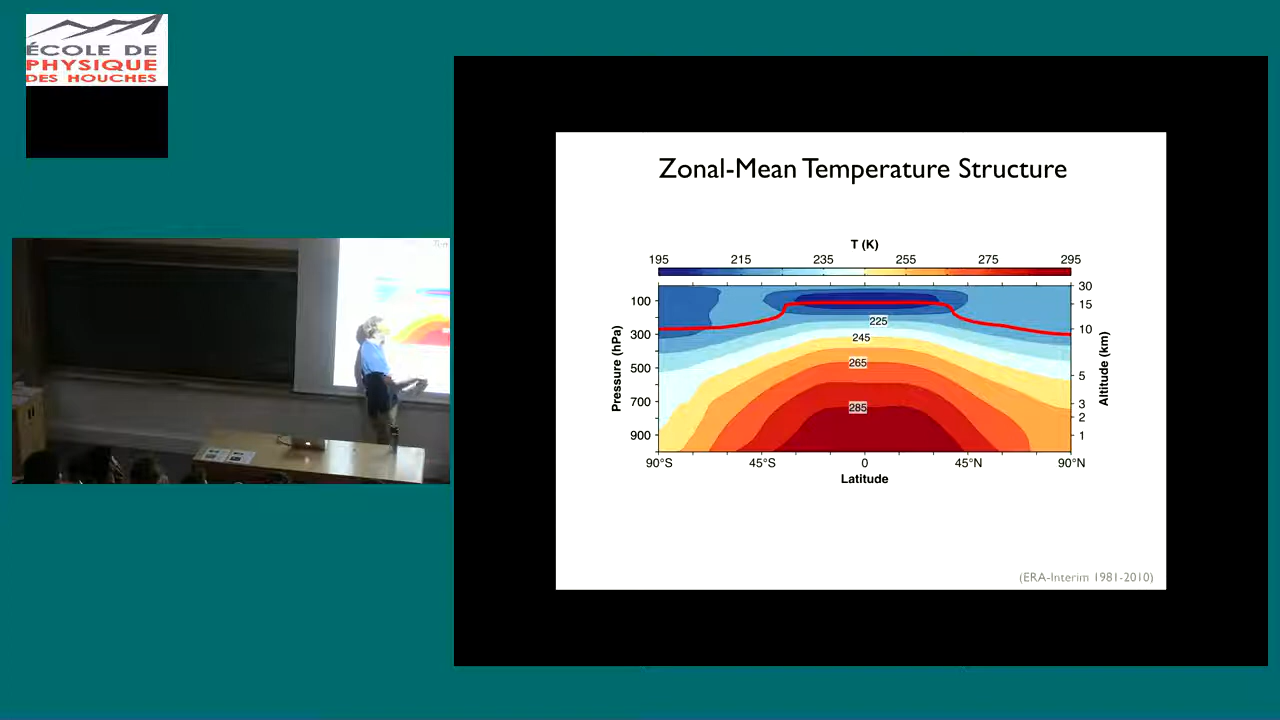 ÉCOLE DE
PHYSIQUE
DES HOUCHES
Zonal-Mean Temperature Structure
T (K)
195 215 235 255 275 295
100
300
500
700
900
Pressure (hPa)
225
245
265
285
30
15
10
5
3
2
1
Altitude (km)
90°S 45°S 0 45°N 90°N
Latitude
(ERA-Interim 1981-2010)